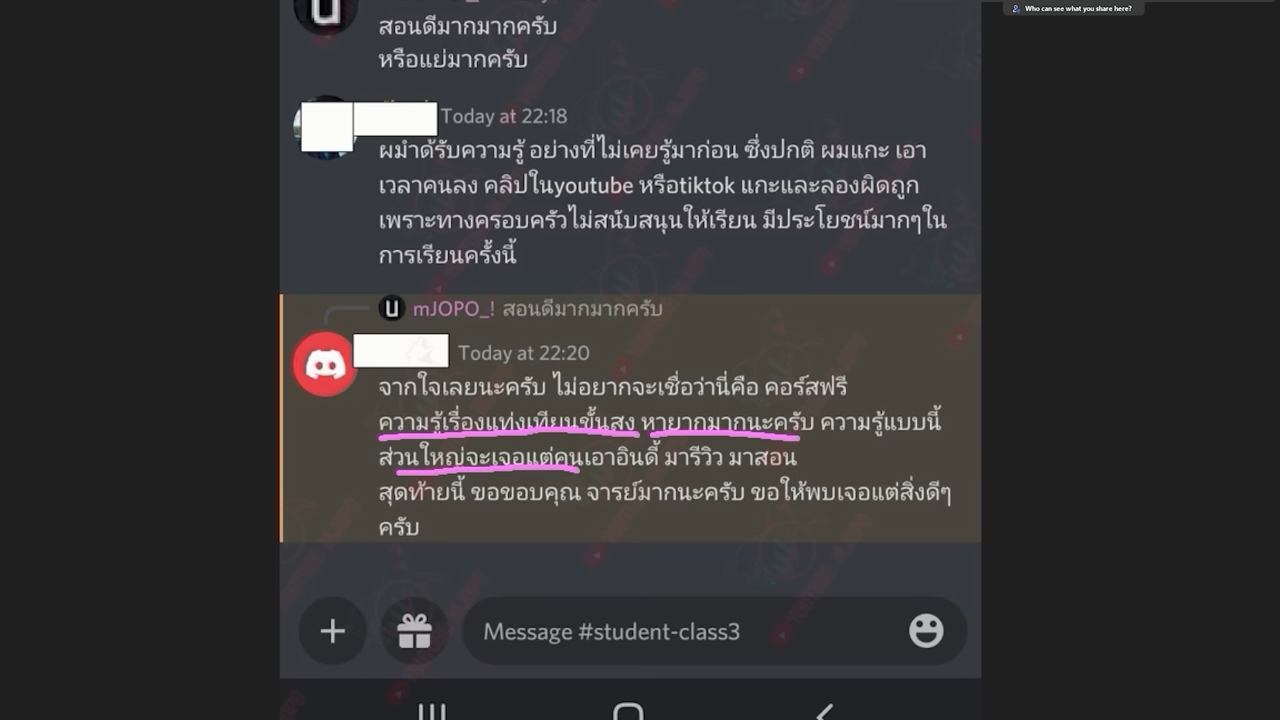 Who can see what you share here?
สอนดีมากมากครับ
หรือแย่มากครับ
Today at 22:18
ผมำด้รับความรู้ อย่างที่ไม่เคยรู้มาก่อน ซึ่งปกติ ผมแกะ เอา
เวลาคนลง คลิปในyoutube หรือtiktok แกะและลองผิดถูก
เพราะทางครอบครัวไม่สนับสนุนให้เรียน มีประโยชน์มากๆใน
การเรียนครั้งนี้
mJOPO_! สอนดีมากมากครับ
Today at 22:20
จากใจเลยนะครับ ไม่อยากจะเชื่อว่านี่คือ คอร์สฟรี
ความรู้เรื่องแท่งเทียนขั้นสูง หายากมากนะครับ ความรู้แบบนี้
ส่วนใหญ่จะเจอแต่คนเอาอินดี้ มารีวิว มาสอน
สุดท้ายนี้ ขอขอบคุณ จารย์มากนะครับ ขอให้พบเจอแต่สิ่งดีๆ
ครับ
Message #student-class3